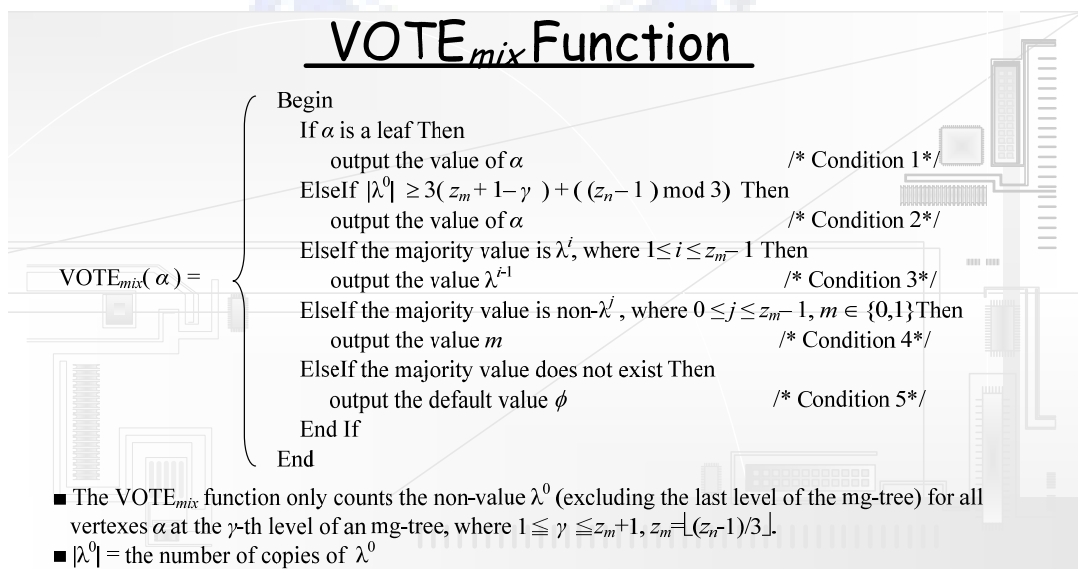 VOTEmix Function
Begin
If α is a leaf Then
output the value of α /* Condition 1*/
ElseIf |λ⁰| ≥ 3( zm + 1– γ ) + ( (zn – 1 ) mod 3) Then
output the value of α /* Condition 2*/
ElseIf the majority value is λⁱ, where 1≤ i ≤ zm– 1 Then
output the value λⁱ⁻¹ /* Condition 3*/
VOTEmix( α ) =
ElseIf the majority value is non-λʲ , where 0 ≤ j ≤ zm– 1, m ∈ {0,1}Then
output the value m /* Condition 4*/
ElseIf the majority value does not exist Then
output the default value ϕ /* Condition 5*/
End If
End
■ The VOTEmix function only counts the non-value λ⁰ (excluding the last level of the mg-tree) for all
vertexes α at the γ-th level of an mg-tree, where 1≦ γ ≦zm+1, zm=⌊(zn-1)/3⌋.
■ |λ⁰| = the number of copies of λ⁰